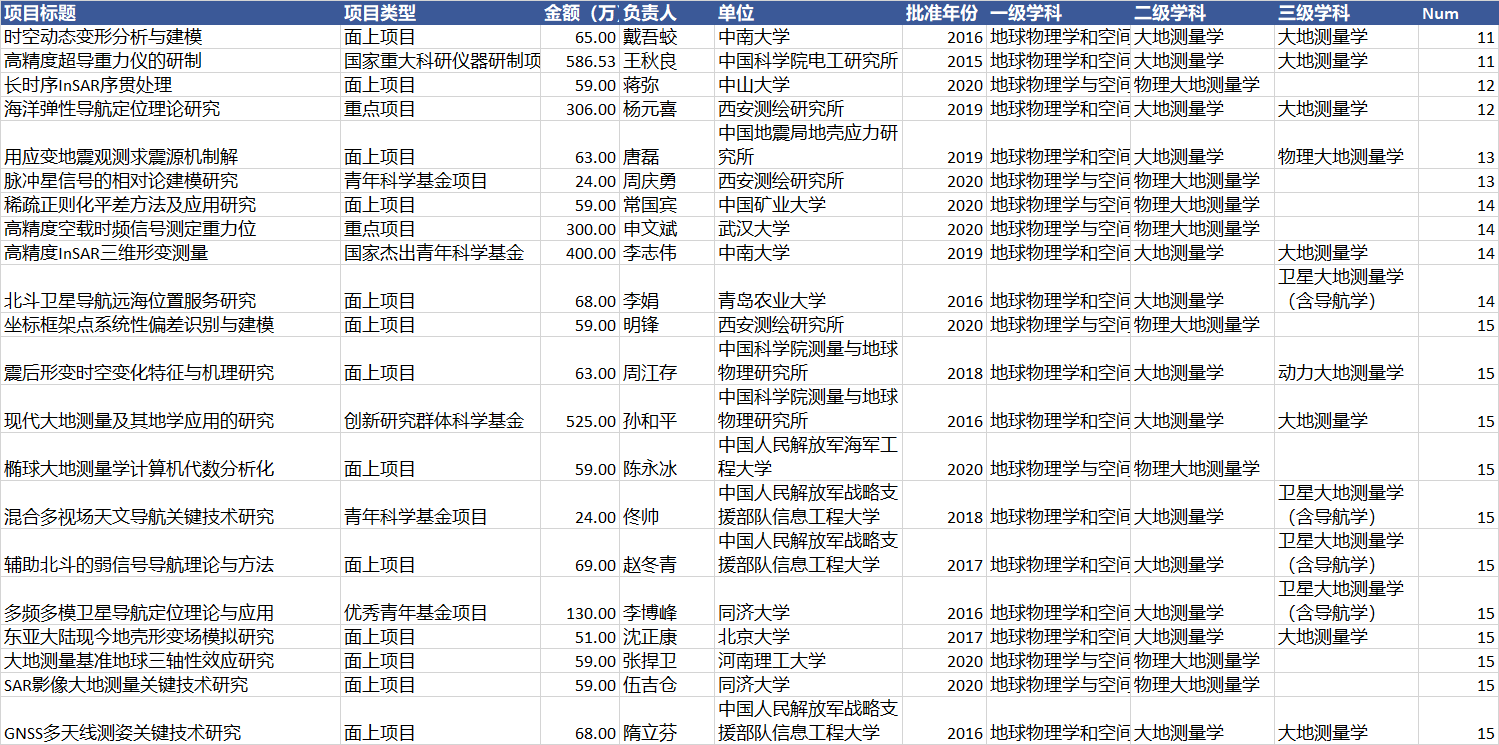 项目标题 项目类型 金额（万 负责人 单位 批准年份 一级学科 二级学科 三级学科 Num
时空动态变形分析与建模 面上项目 65.00 戴吾蛟 中南大学 2016 地球物理学和空间 大地测量学 大地测量学 11
高精度超导重力仪的研制 国家重大科研仪器研制项 586.53 王秋良 中国科学院电工研究所 2015 地球物理学和空间 大地测量学 大地测量学 11
长时序InSAR序贯处理 面上项目 59.00 蒋弥 中山大学 2020 地球物理学与空间 物理大地测量学 12
海洋弹性导航定位理论研究 重点项目 306.00 杨元喜 西安测绘研究所 2019 地球物理学和空间 大地测量学 大地测量学 12
中国地震局地壳应力研
用应变地震观测求震源机制解 面上项目 63.00 唐磊 究所 2019 地球物理学和空间 大地测量学 物理大地测量学 13
脉冲星信号的相对论建模研究 青年科学基金项目 24.00 周庆勇 西安测绘研究所 2020 地球物理学与空间 物理大地测量学 13
稀疏正则化平差方法及应用研究 面上项目 59.00 常国宾 中国矿业大学 2020 地球物理学与空间 物理大地测量学 14
高精度空载时频信号测定重力位 重点项目 300.00 申文斌 武汉大学 2020 地球物理学与空间 物理大地测量学 14
高精度InSAR三维形变测量 国家杰出青年科学基金 400.00 李志伟 中南大学 2019 地球物理学和空间 大地测量学 大地测量学 14
卫星大地测量学
北斗卫星导航远海位置服务研究 面上项目 68.00 李娟 青岛农业大学 2016 地球物理学和空间 大地测量学 （含导航学） 14
坐标框架点系统性偏差识别与建模 面上项目 59.00 明锋 西安测绘研究所 2020 地球物理学与空间 物理大地测量学 15
中国科学院测量与地球
震后形变时空变化特征与机理研究 面上项目 63.00 周江存 物理研究所 2018 地球物理学和空间 大地测量学 动力大地测量学 15
中国科学院测量与地球
现代大地测量及其地学应用的研究 创新研究群体科学基金 525.00 孙和平 物理研究所 2016 地球物理学和空间 大地测量学 大地测量学 15
中国人民解放军海军工
椭球大地测量学计算机代数分析化 面上项目 59.00 陈永冰 程大学 2020 地球物理学与空间 物理大地测量学 15
中国人民解放军战略支 卫星大地测量学
混合多视场天文导航关键技术研究 青年科学基金项目 24.00 佟帅 援部队信息工程大学 2018 地球物理学和空间 大地测量学 （含导航学） 15
中国人民解放军战略支 卫星大地测量学
辅助北斗的弱信号导航理论与方法 面上项目 69.00 赵冬青 援部队信息工程大学 2017 地球物理学和空间 大地测量学 （含导航学） 15
卫星大地测量学
多频多模卫星导航定位理论与应用 优秀青年基金项目 130.00 李博峰 同济大学 2016 地球物理学和空间 大地测量学 （含导航学） 15
东亚大陆现今地壳形变场模拟研究 面上项目 51.00 沈正康 北京大学 2017 地球物理学和空间 大地测量学 大地测量学 15
大地测量基准地球三轴性效应研究 面上项目 59.00 张捍卫 河南理工大学 2020 地球物理学与空间 物理大地测量学 15
SAR影像大地测量关键技术研究 面上项目 59.00 伍吉仓 同济大学 2020 地球物理学与空间 物理大地测量学 15
中国人民解放军战略支
GNSS多天线测姿关键技术研究 面上项目 68.00 隋立芬 援部队信息工程大学 2016 地球物理学和空间 大地测量学 大地测量学 15